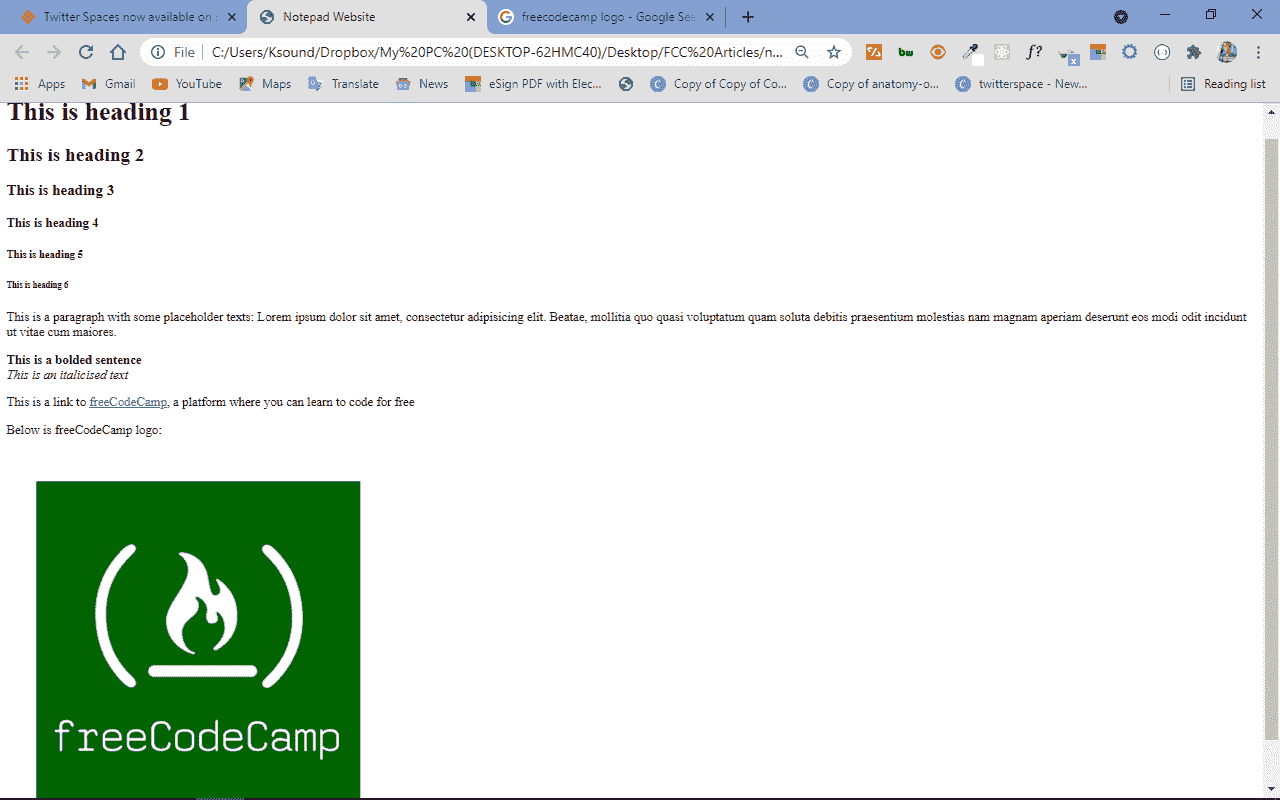 Twitter Spaces now available on
Notepad Website
freecodecamp logo - Google Sea
File
C:/Users/Ksound/Dropbox/My%20PC%20(DESKTOP-62HMC40)/Desktop/FCC%20Articles/n...
f?
Apps
Gmail
YouTube
Maps
Translate
News
eSign PDF with Elec...
Copy of Copy of Co...
Copy of anatomy-o...
twitterspace - New...
Reading list
This is heading 1
This is heading 2
This is heading 3
This is heading 4
This is heading 5
This is heading 6
This is a paragraph with some placeholder texts: Lorem ipsum dolor sit amet, consectetur adipisicing elit. Beatae, mollitia quo quasi voluptatum quam soluta debitis praesentium molestias nam magnam aperiam deserunt eos modi odit incidunt
ut vitae cum maiores.
This is a bolded sentence
This is an italicised text
This is a link to freeCodeCamp, a platform where you can learn to code for free
Below is freeCodeCamp logo:
freeCodeCamp